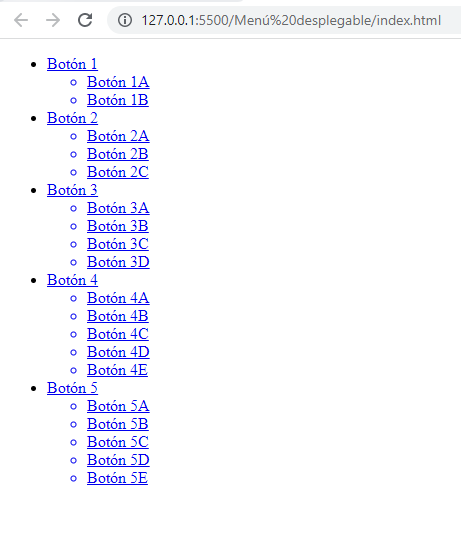 127.0.0.1:5500/Menú%20desplegable/index.html
Botón 1
Botón 1A
Botón 1B
Botón 2
Botón 2A
Botón 2B
Botón 2C
Botón 3
Botón 3A
Botón 3B
Botón 3C
Botón 3D
Botón 4
Botón 4A
Botón 4B
Botón 4C
Botón 4D
Botón 4E
Botón 5
Botón 5A
Botón 5B
Botón 5C
Botón 5D
Botón 5E